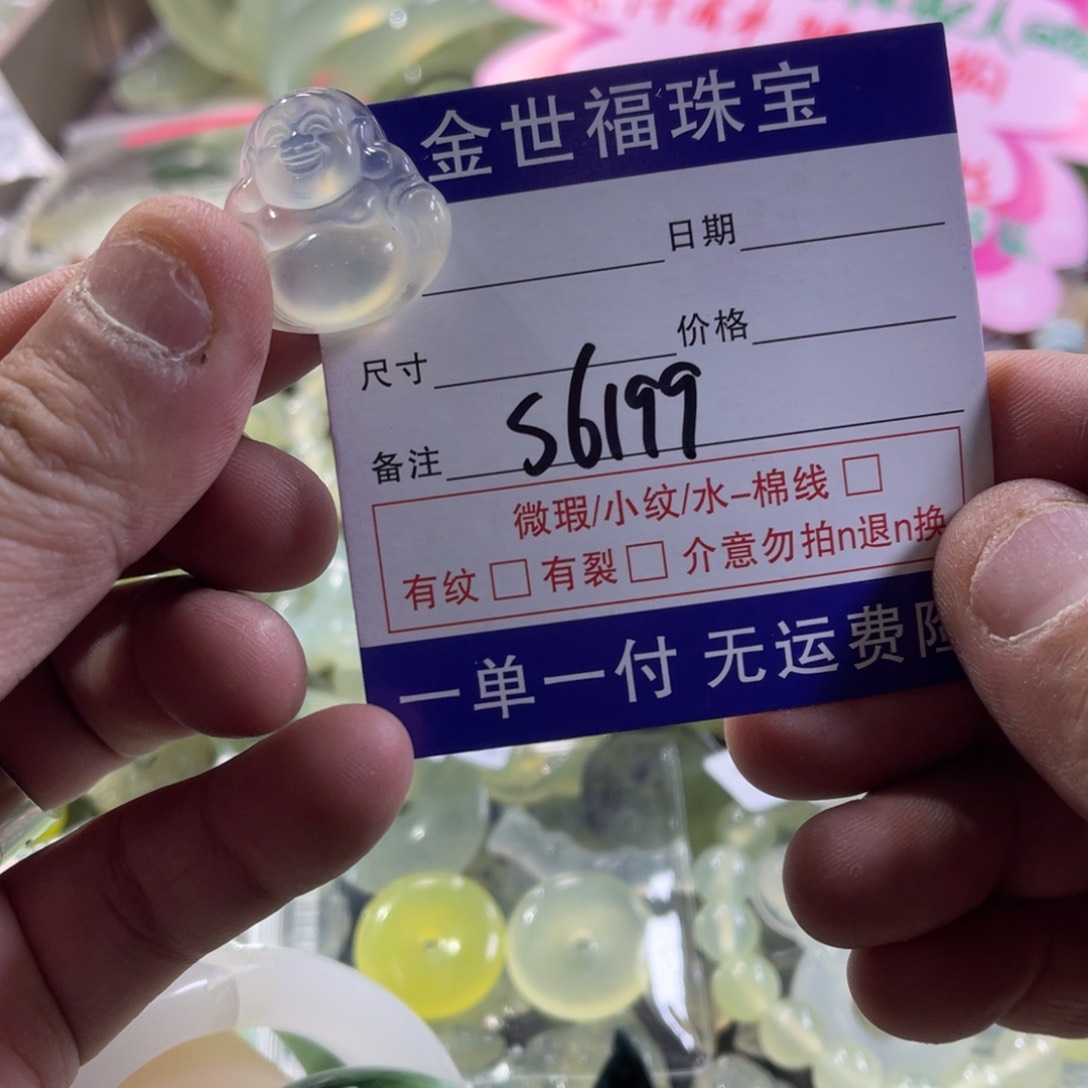 金世福珠宝
日期
尺寸 价格
备注 S6199
微瑕/小纹/水-棉线 □
有纹 □ 有裂 □ 介意勿拍n退n换
一单一付 无运费险